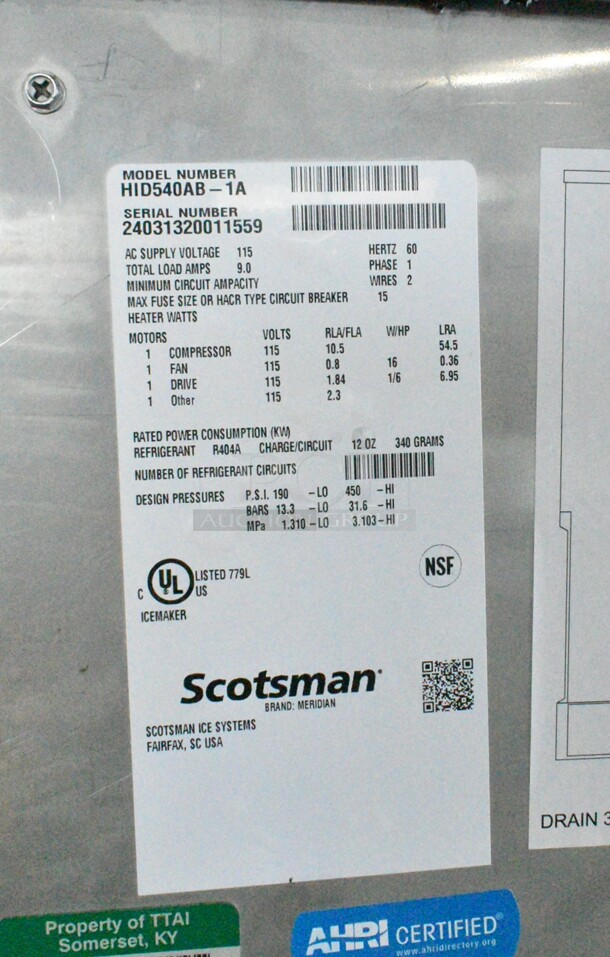 MODEL NUMBER
HID540AB-1A
SERIAL NUMBER
24031320011559
AC SUPPLY VOLTAGE 115 HERTZ 60
TOTAL LOAD AMPS 9.0 PHASE 1
MINIMUM CIRCUIT AMPACITY WIRES 2
MAX FUSE SIZE OR HACR TYPE CIRCUIT BREAKER 15
HEATER WATTS
MOTORS VOLTS RLA/FLA W/HP LRA
1 COMPRESSOR 115 10.5 54.5
1 FAN 115 0.8 16 0.36
1 DRIVE 115 1.84 1/6 6.95
1 Other 115 2.3
RATED POWER CONSUMPTION (KW)
REFRIGERANT R404A CHARGE/CIRCUIT 12 OZ 340 GRAMS
NUMBER OF REFRIGERANT CIRCUITS
DESIGN PRESSURES P.S.I. 190 -LO 450 -HI
BARS 13.3 -LO 31.6 -HI
MPa 1.310 -LO 3.103 -HI
AUCTION GROUP
C UL US LISTED 779L
ICEMAKER
NSF
Scotsman
BRAND: MERIDIAN
SCOTSMAN ICE SYSTEMS
FAIRFAX, SC USA
DRAIN 3
Property of TTAI
Somerset, KY
AHRI CERTIFIED®
www.ahridirectory.org